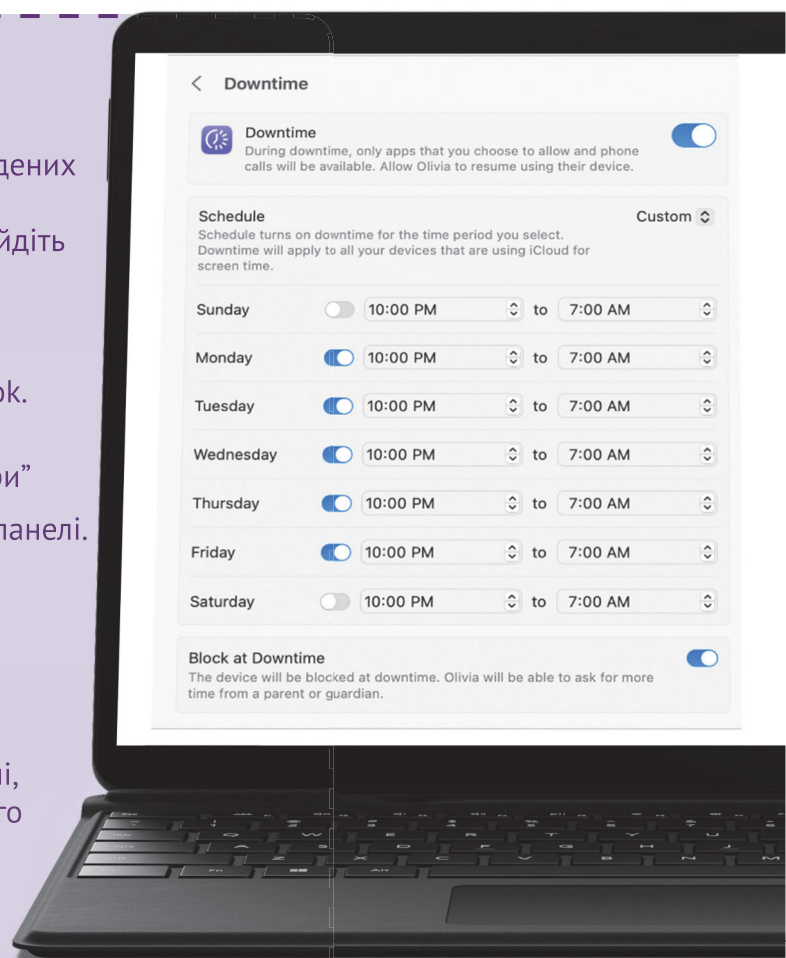 дених
йдіть
ok.
ри”
панелі.
і,
го
Downtime
Downtime
During downtime, only apps that you choose to allow and phone
calls will be available. Allow Olivia to resume using their device.
Schedule
Custom
Schedule turns on downtime for the time period you select.
Downtime will apply to all your devices that are using iCloud for
screen time.
Sunday 10:00 PM to 7:00 AM
Monday 10:00 PM to 7:00 AM
Tuesday 10:00 PM to 7:00 AM
Wednesday 10:00 PM to 7:00 AM
Thursday 10:00 PM to 7:00 AM
Friday 10:00 PM to 7:00 AM
Saturday 10:00 PM to 7:00 AM
Block at Downtime
The device will be blocked at downtime. Olivia will be able to ask for more
time from a parent or guardian.
Q W E R T Y U
A S D F G H J
Z X C V B N M
Fn Alt